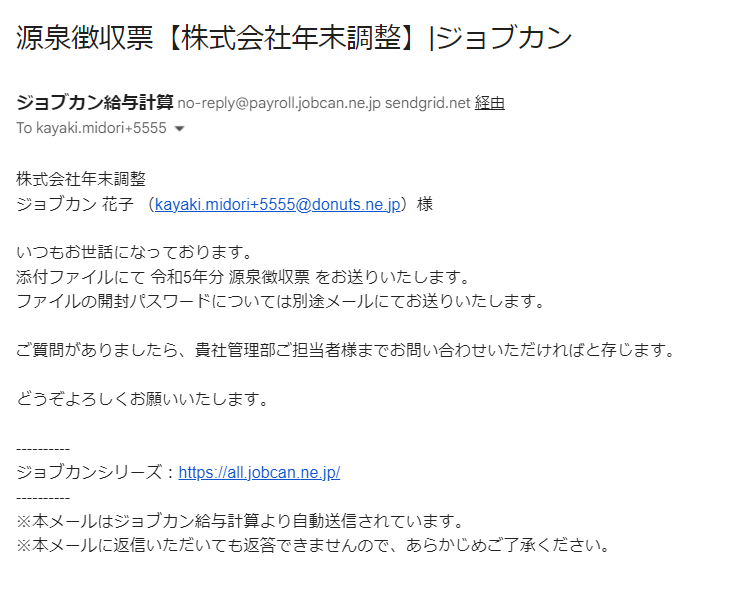 源泉徴収票【株式会社年末調整】|ジョブカン
ジョブカン給与計算 no-reply@payroll.jobcan.ne.jp sendgrid.net 経由
To kayaki.midori+5555
株式会社年末調整
ジョブカン 花子 （kayaki.midori+5555@donuts.ne.jp）様
いつもお世話になっております。
添付ファイルにて 令和5年分 源泉徴収票 をお送りいたします。
ファイルの開封パスワードについては別途メールにてお送りいたします。
ご質問がありましたら、貴社管理部ご担当者様までお問い合わせいただければと存じます。
どうぞよろしくお願いいたします。
----------
ジョブカンシリーズ：https://all.jobcan.ne.jp/
----------
※本メールはジョブカン給与計算より自動送信されています。
※本メールに返信いただいても返答できませんので、あらかじめご了承ください。